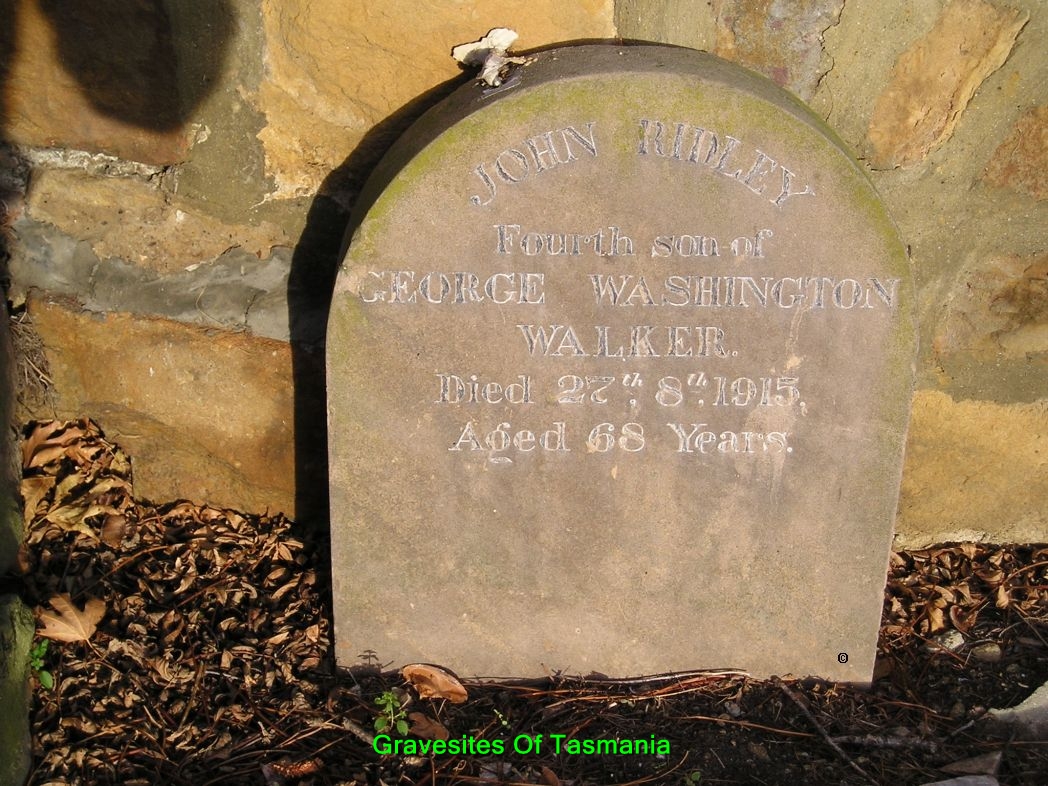 JOHN RIDLEY
Fourth son of
GEORGE WASHINGTON
WALKER.
Died 27th, 8th, 1915,
Aged 68 Years.
©
Gravesites Of Tasmania